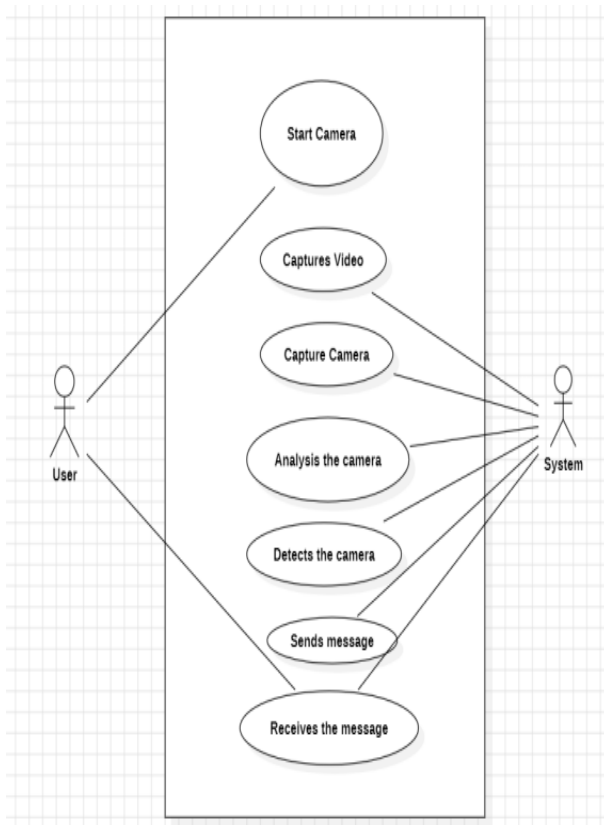 Start Camera
Captures Video
Capture Camera
Analysis the camera
User
System
Detects the camera
Sends message
Receives the message